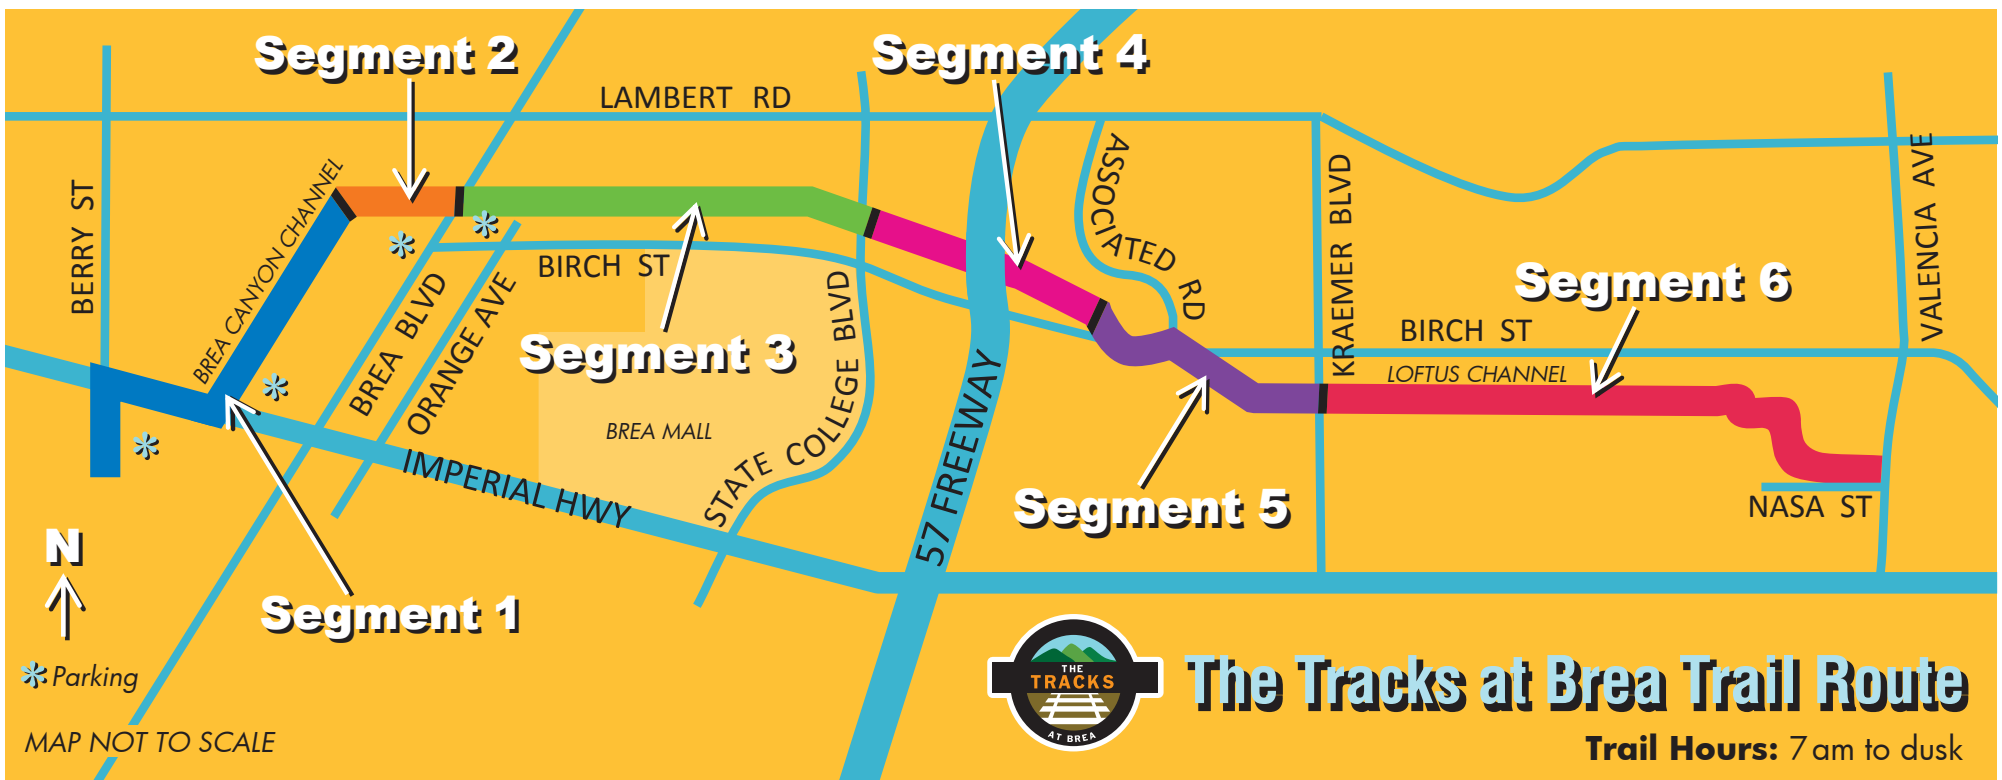 Segment 2
Segment 4
LAMBERT RD
ASSOCIATED RD
BERRY ST
BREA CANYON CHANNEL
KRAEMER BLVD
VALENCIA AVE
BIRCH ST
Segment 6
BREA BLVD
ORANGE AVE
STATE COLLEGE BLVD
BIRCH ST
Segment 3
LOFTUS CHANNEL
BREA MALL
57 FREEWAY
IMPERIAL HWY
Segment 5
NASA ST
N
Segment 1
Parking
MAP NOT TO SCALE
THE
TRACKS
AT BREA
The Tracks at Brea Trail Route
Trail Hours: 7 am to dusk